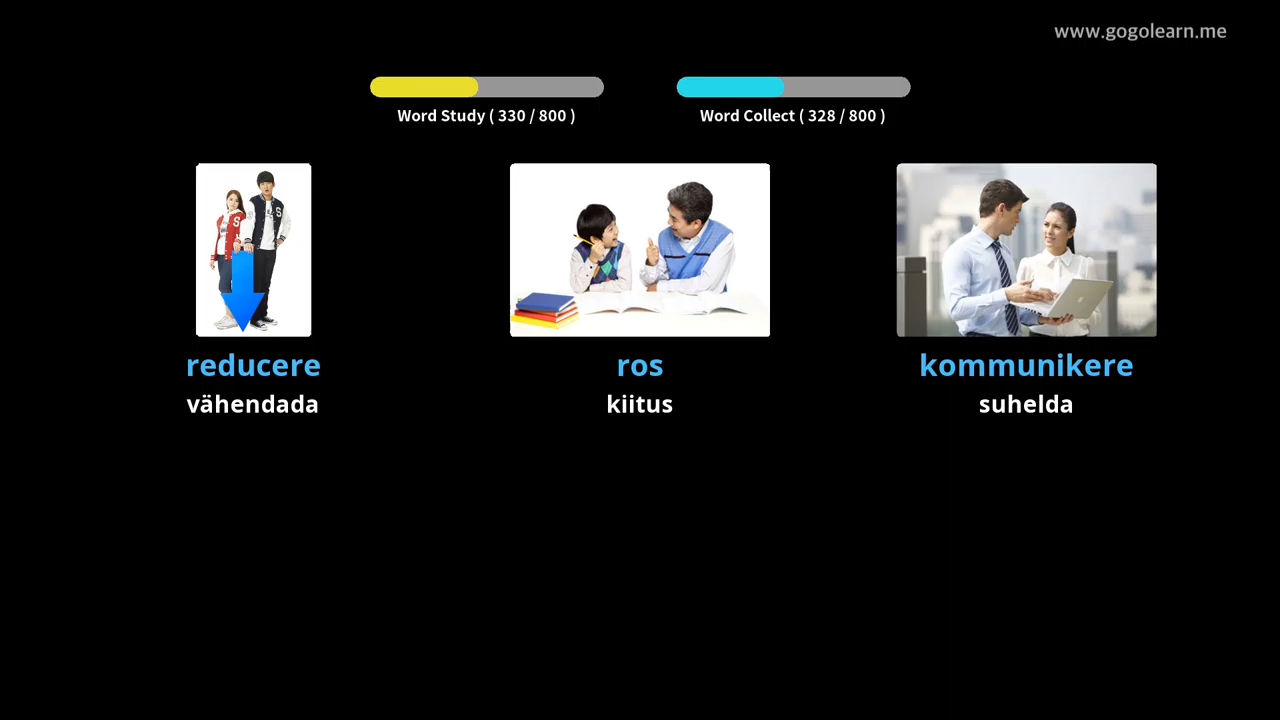 www.gogolearn.me
Word Study ( 330 / 800 )
Word Collect ( 328 / 800 )
S
S
reducere
ros
kommunikere
vähendada
kiitus
suhelda